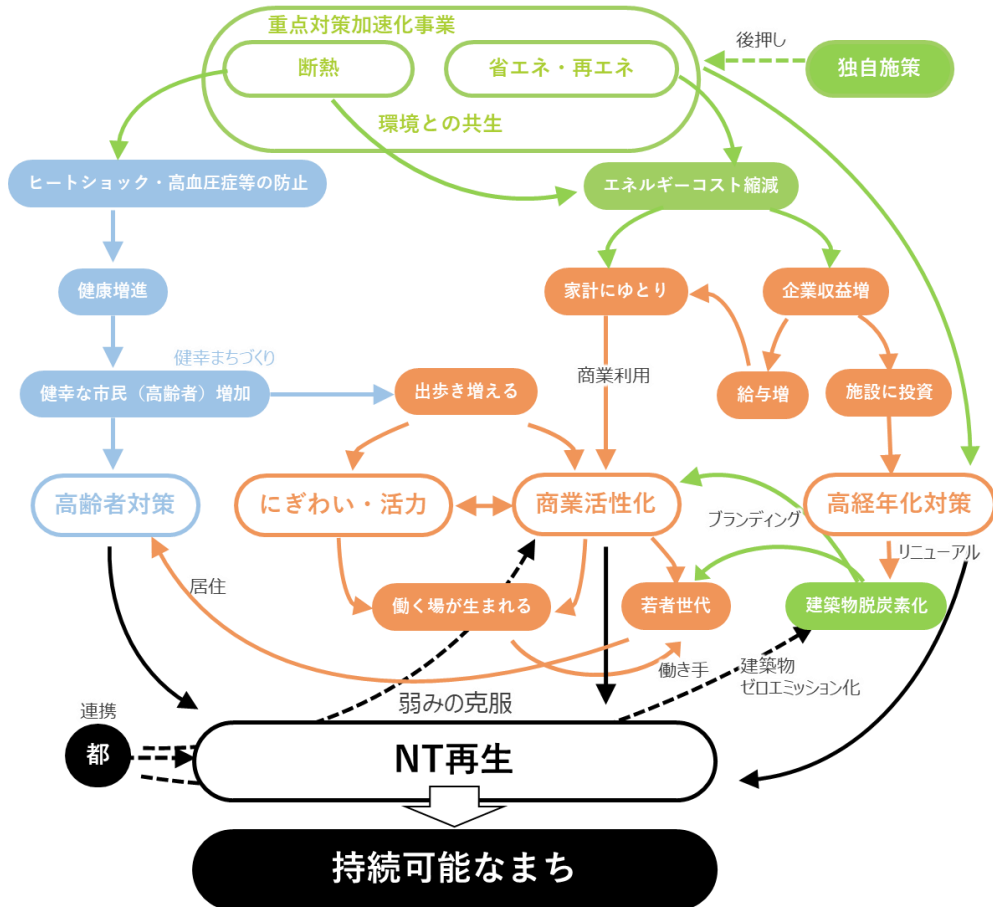 重点対策加速化事業
断熱
省エネ・再エネ
後押し
独自施策
環境との共生
ヒートショック・高血圧症等の防止
エネルギーコスト縮減
健康増進
家計にゆとり
企業収益増
健幸まちづくり
商業利用
健幸な市民（高齢者）増加
出歩き増える
給与増
施設に投資
高齢者対策
にぎわい・活力
商業活性化
高経年化対策
ブランディング
リニューアル
居住
働く場が生まれる
若者世代
建築物脱炭素化
働き手
建築物
ゼロエミッション化
弱みの克服
連携
都
NT再生
持続可能なまち